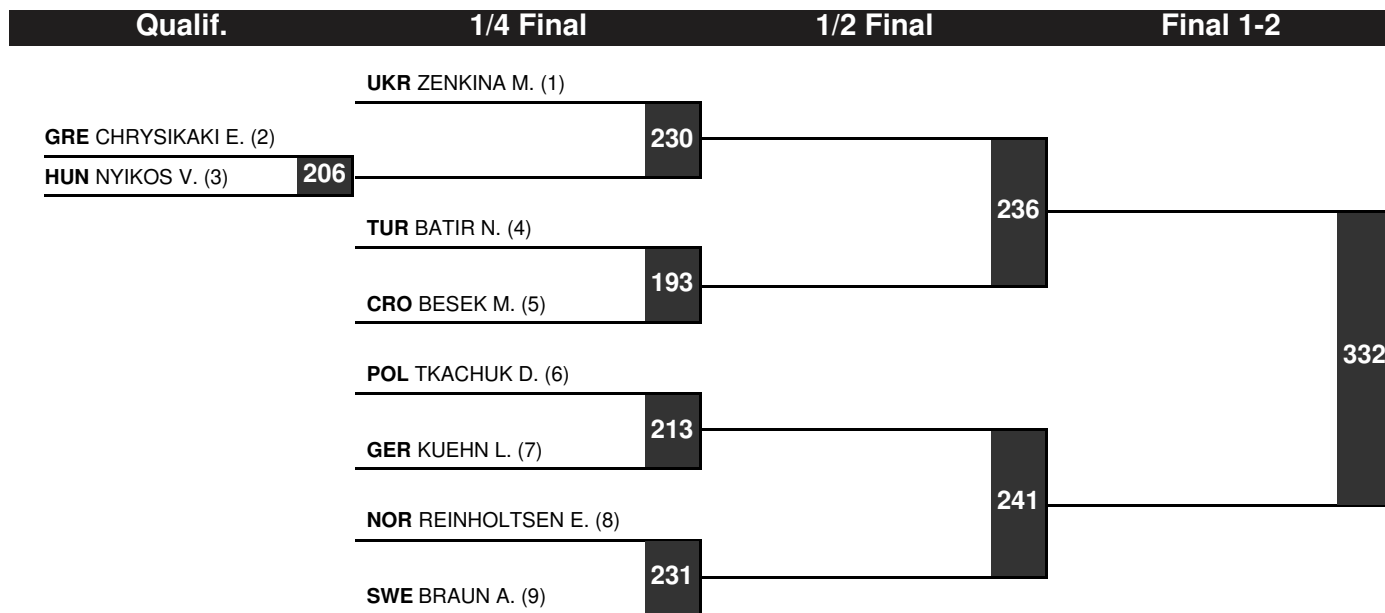 Qualif. 1/4 Final 1/2 Final Final 1-2
UKR ZENKINA M. (1)
GRE CHRYSIKAKI E. (2)
230
HUN NYIKOS V. (3) 206
236
TUR BATIR N. (4)
193
CRO BESEK M. (5)
332
POL TKACHUK D. (6)
213
GER KUEHN L. (7)
241
NOR REINHOLTSEN E. (8)
231
SWE BRAUN A. (9)